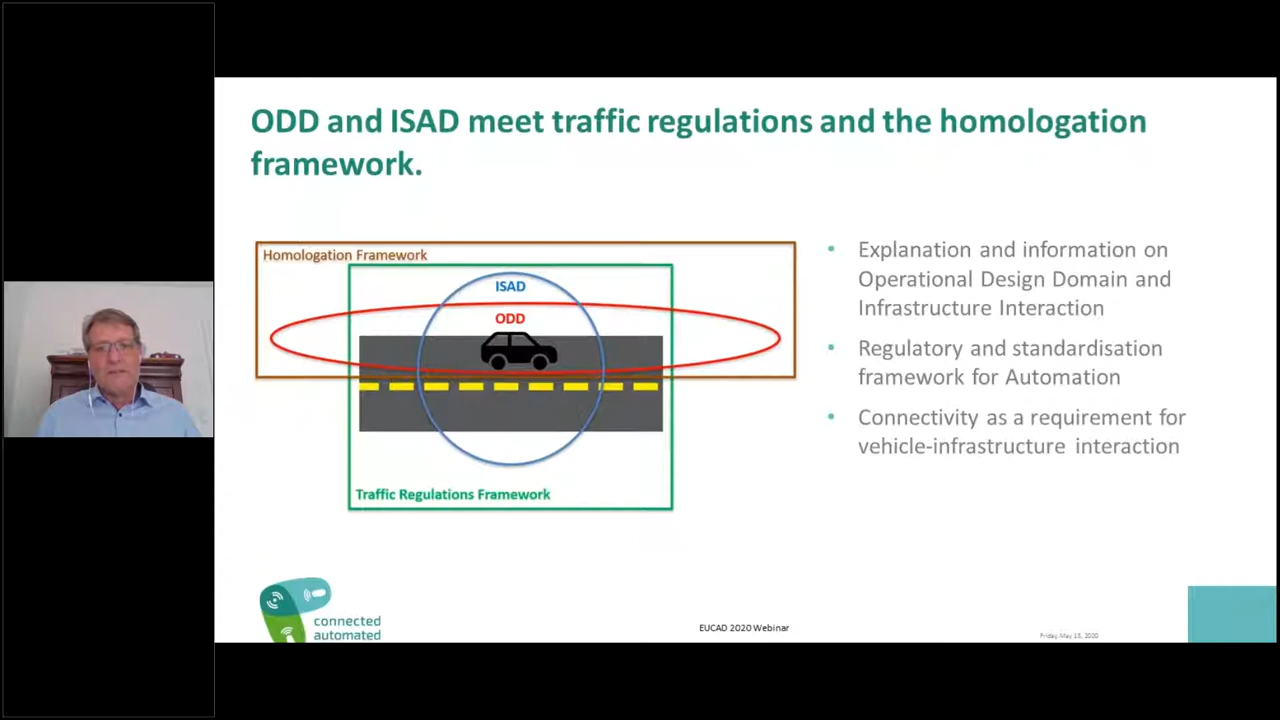 ODD and ISAD meet traffic regulations and the homologation
framework.
Homologation Framework
ISAD
ODD
Traffic Regulations Framework
• Explanation and information on
Operational Design Domain and
Infrastructure Interaction
• Regulatory and standardisation
framework for Automation
• Connectivity as a requirement for
vehicle-infrastructure interaction
connected
automated
EUCAD 2020 Webinar
Friday, May 15, 2020